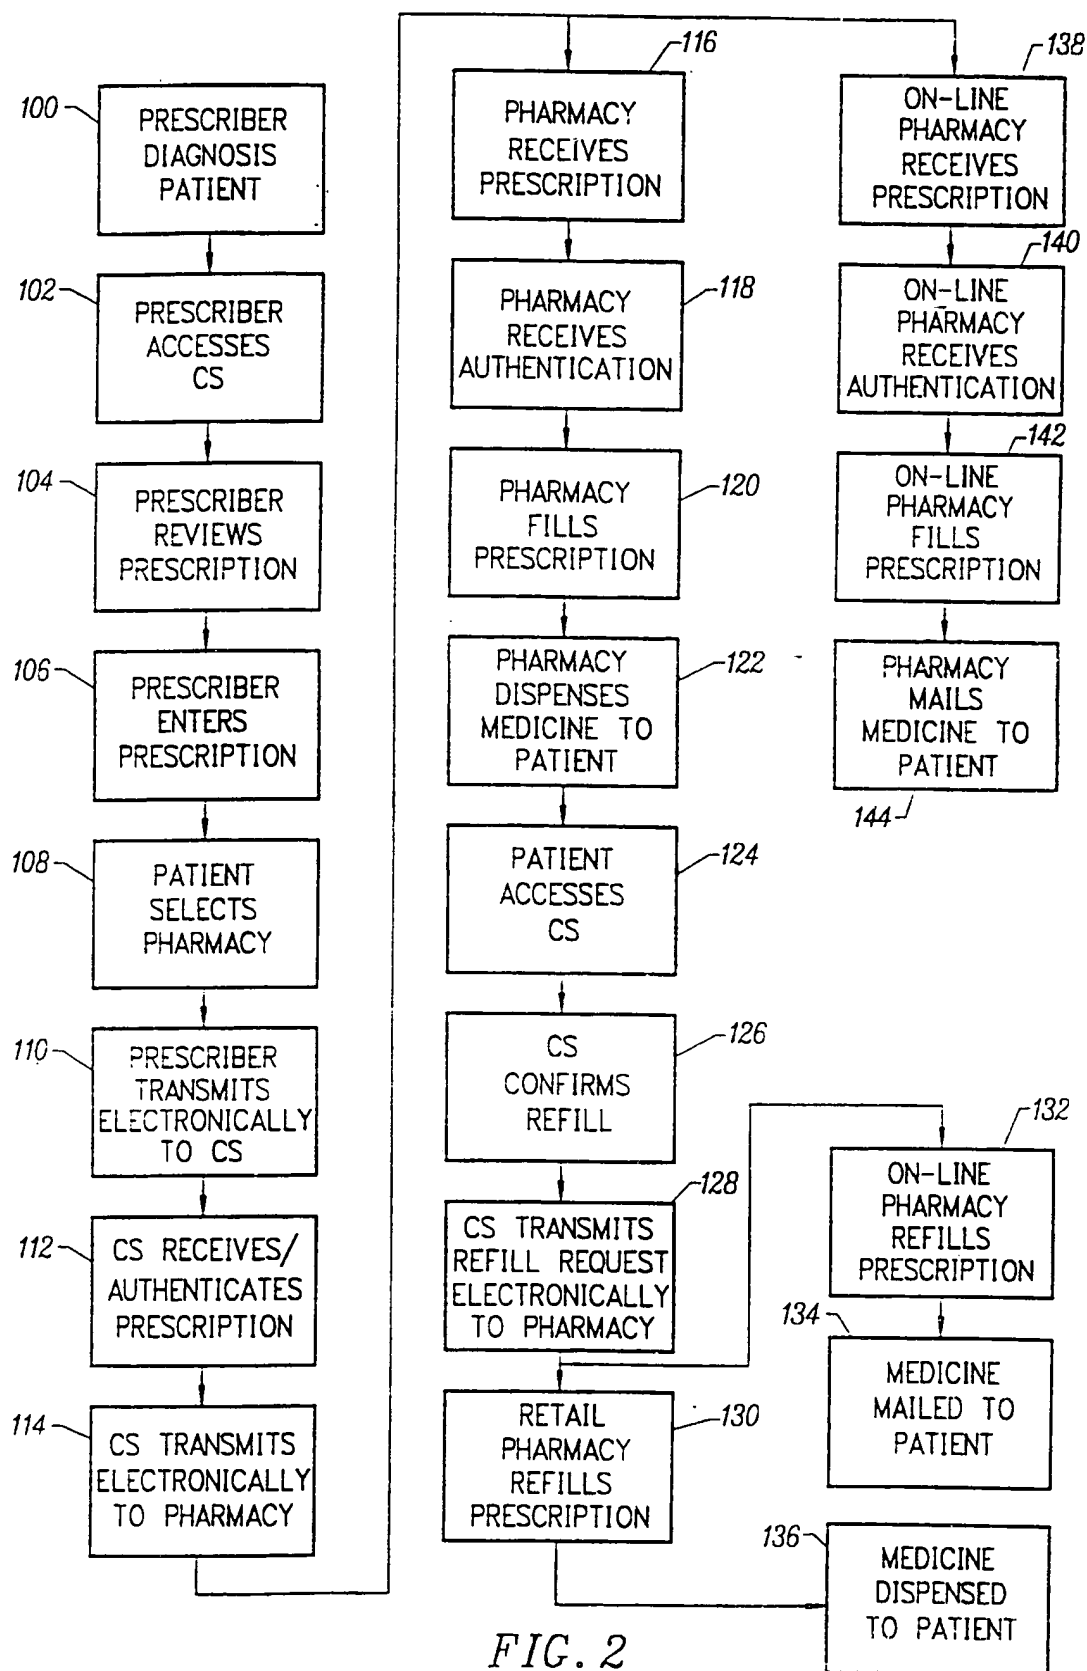 100
PRESCRIBER
DIAGNOSIS
PATIENT
102
PRESCRIBER
ACCESSES
CS
104
PRESCRIBER
REVIEWS
PRESCRIPTION
106
PRESCRIBER
ENTERS
PRESCRIPTION
108
PATIENT
SELECTS
PHARMACY
110
PRESCRIBER
TRANSMITS
ELECTRONICALLY
TO CS
112
CS RECEIVES/
AUTHENTICATES
PRESCRIPTION
114
CS TRANSMITS
ELECTRONICALLY
TO PHARMACY
116
PHARMACY
RECEIVES
PRESCRIPTION
118
PHARMACY
RECEIVES
AUTHENTICATION
120
PHARMACY
FILLS
PRESCRIPTION
122
PHARMACY
DISPENSES
MEDICINE TO
PATIENT
124
PATIENT
ACCESSES
CS
126
CS
CONFIRMS
REFILL
128
CS TRANSMITS
REFILL REQUEST
ELECTRONICALLY
TO PHARMACY
130
RETAIL
PHARMACY
REFILLS
PRESCRIPTION
138
ON-LINE
PHARMACY
RECEIVES
PRESCRIPTION
140
ON-LINE
PHARMACY
RECEIVES
AUTHENTICATION
142
ON-LINE
PHARMACY
FILLS
PRESCRIPTION
PHARMACY
MAILS
MEDICINE TO
PATIENT
144
132
ON-LINE
PHARMACY
REFILLS
PRESCRIPTION
134
MEDICINE
MAILED TO
PATIENT
136
MEDICINE
DISPENSED
TO PATIENT
FIG. 2